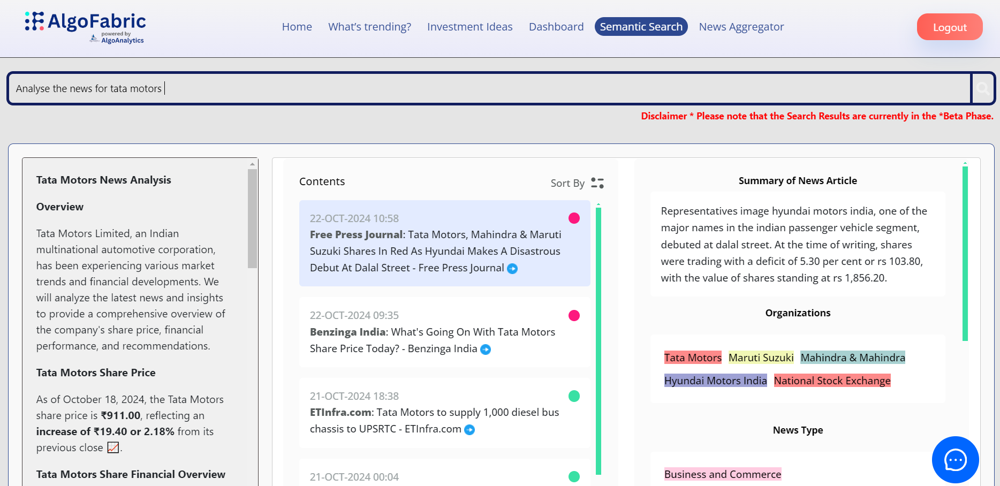 AlgoFabric
powered by
AlgoAnalytics
Home
What’s trending?
Investment Ideas
Dashboard
Semantic Search
News Aggregator
Logout
Analyse the news for tata motors
Disclaimer * Please note that the Search Results are currently in the *Beta Phase.
Tata Motors News Analysis
Overview
Tata Motors Limited, an Indian
multinational automotive corporation,
has been experiencing various market
trends and financial developments. We
will analyze the latest news and insights
to provide a comprehensive overview of
the company's share price, financial
performance, and recommendations.
Tata Motors Share Price
As of October 18, 2024, the Tata Motors
share price is ₹911.00, reflecting an
increase of ₹19.40 or 2.18% from its
previous close 📈.
Tata Motors Share Financial Overview
Contents
Sort By
22-OCT-2024 10:58
Free Press Journal: Tata Motors, Mahindra & Maruti
Suzuki Shares In Red As Hyundai Makes A Disastrous
Debut At Dalal Street - Free Press Journal
22-OCT-2024 09:35
Benzinga India: What's Going On With Tata Motors
Share Price Today? - Benzinga India
21-OCT-2024 18:38
ETInfra.com: Tata Motors to supply 1,000 diesel bus
chassis to UPSRTC - ETInfra.com
21-OCT-2024 00:04
Summary of News Article
Representatives image hyundai motors india, one of the
major names in the indian passenger vehicle segment,
debuted at dalal street. At the time of writing, shares
were trading with a deficit of 5.30 per cent or rs 103.80,
with the value of shares standing at rs 1,856.20.
Organizations
Tata Motors Maruti Suzuki Mahindra & Mahindra
Hyundai Motors India National Stock Exchange
News Type
Business and Commerce